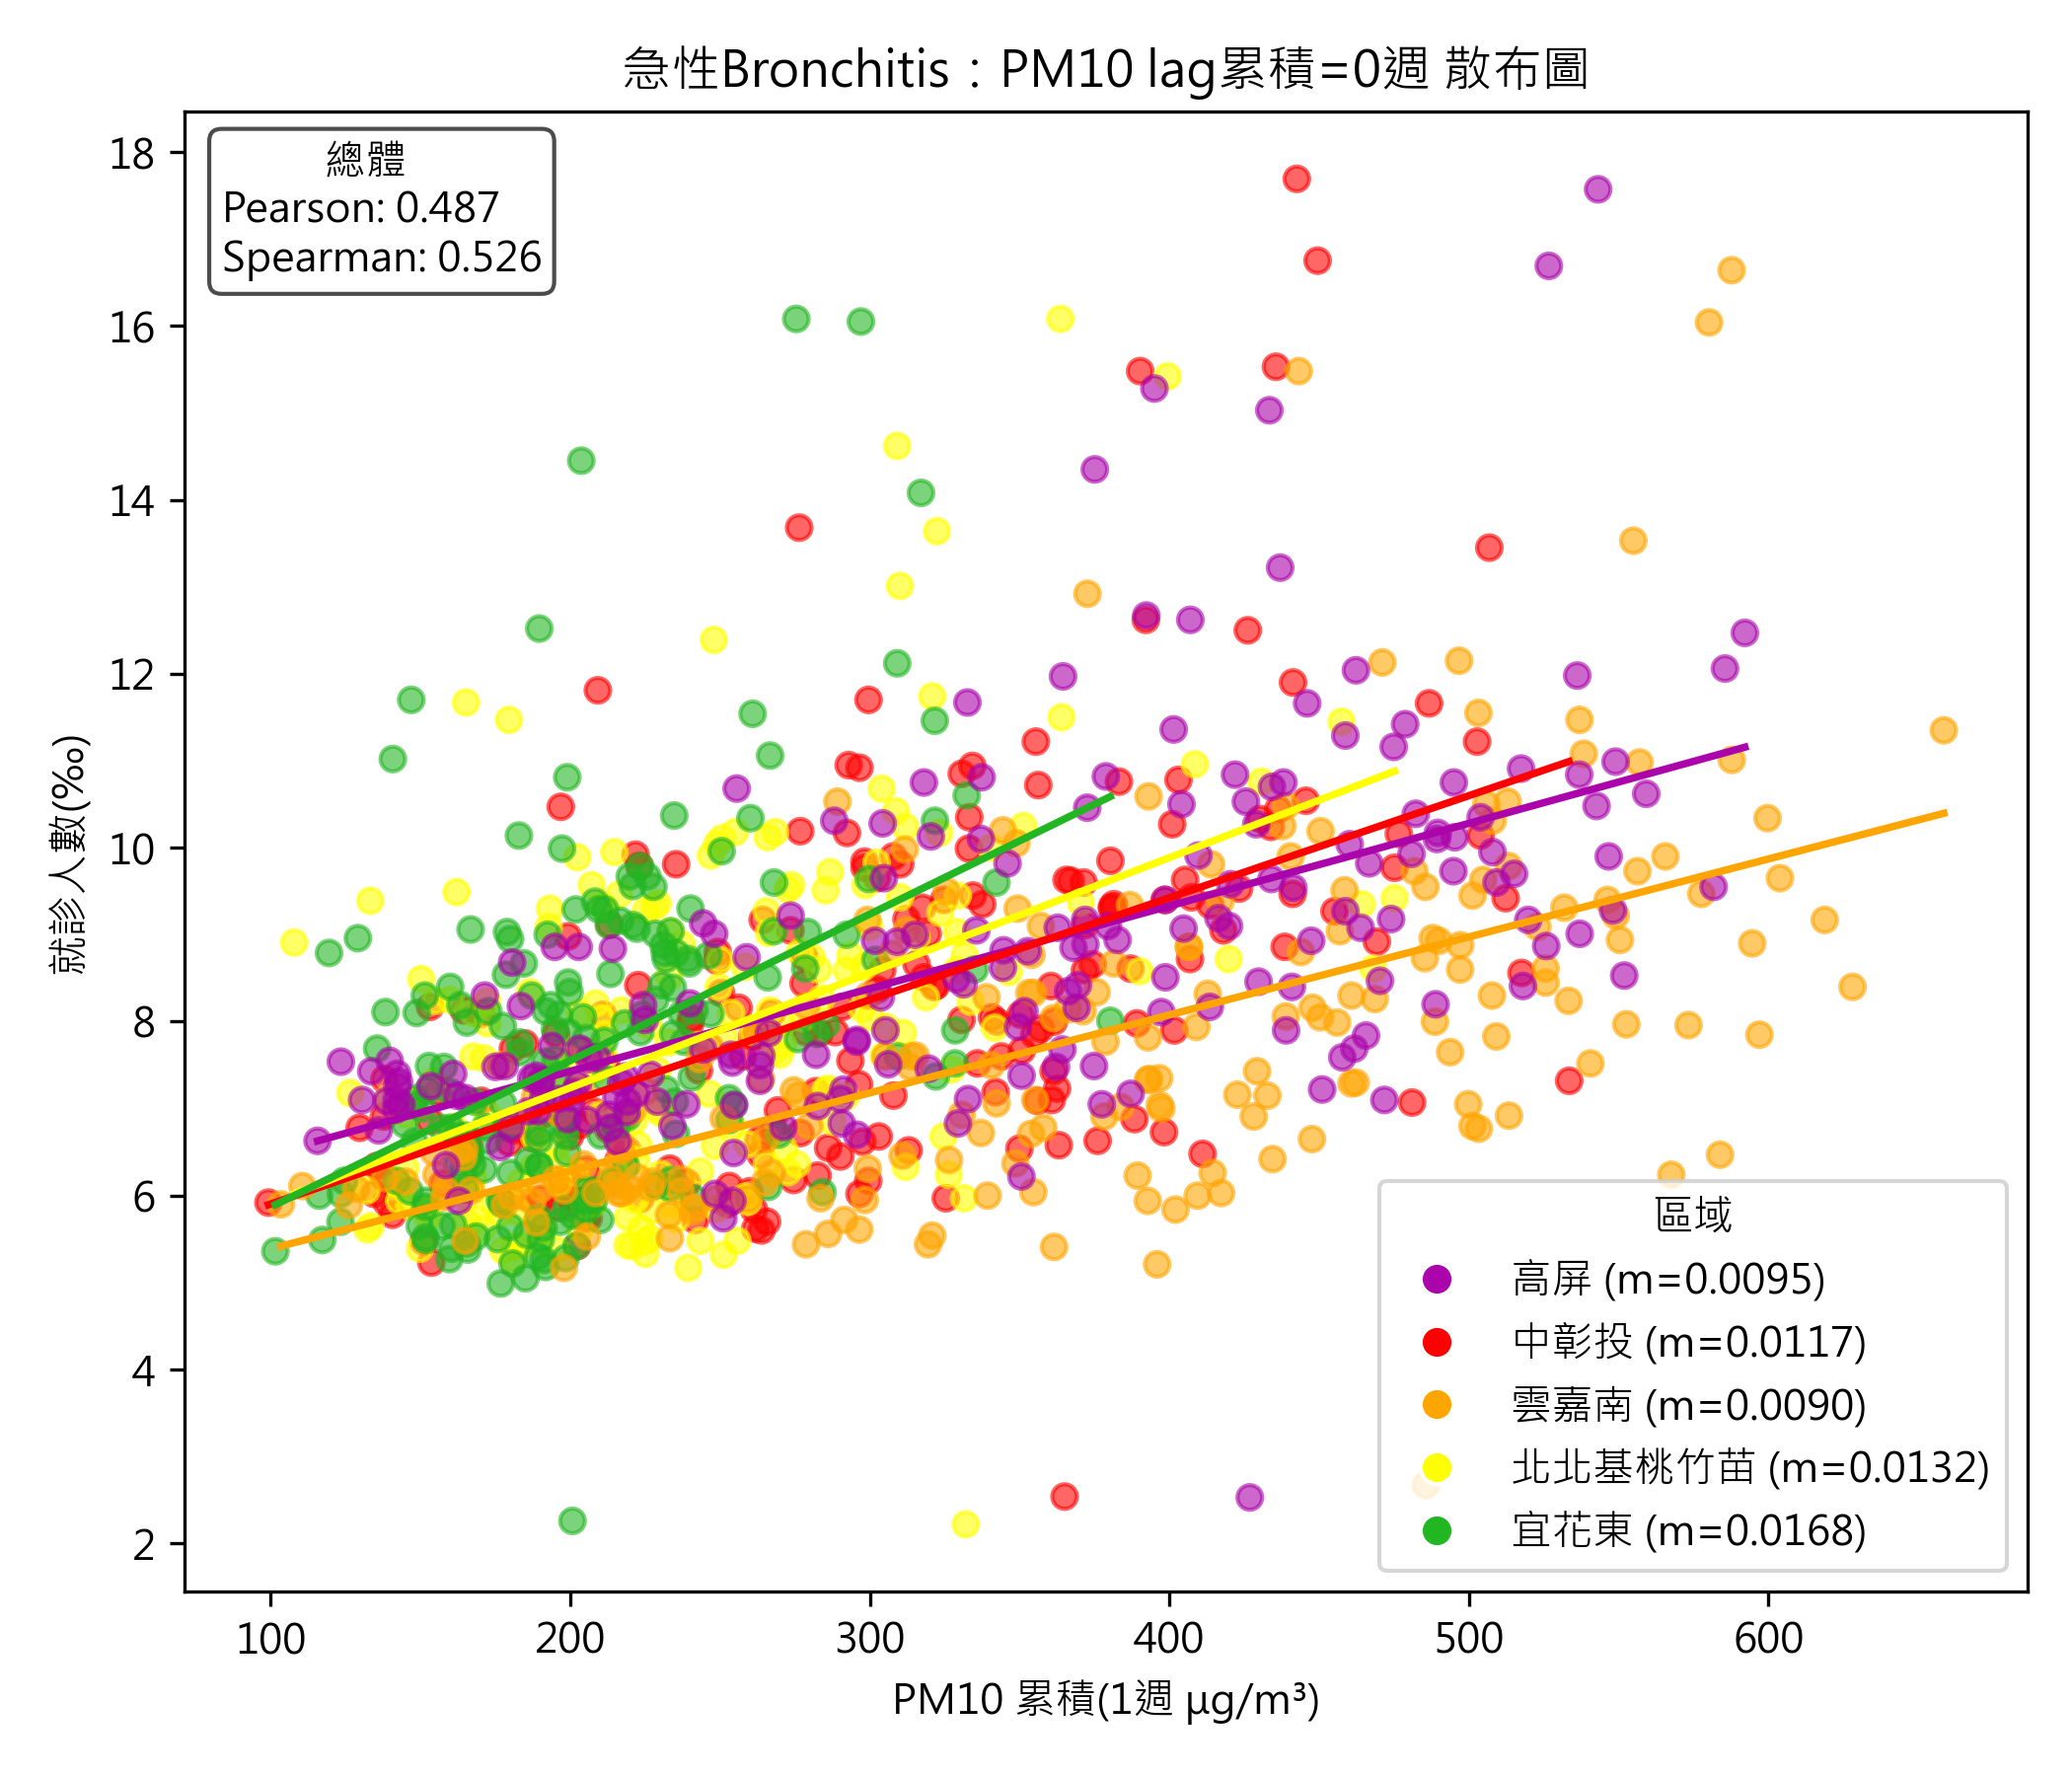 急性Bronchitis：PM10 lag累積=0週 散布圖
總體
Pearson: 0.487
Spearman: 0.526
就診人數(‰)
18
16
14
12
10
8
6
4
2
區域
高屏 (m=0.0095)
中彰投 (m=0.0117)
雲嘉南 (m=0.0090)
北北基桃竹苗 (m=0.0132)
宜花東 (m=0.0168)
100 200 300 400 500 600
PM10 累積(1週 μg/m³)